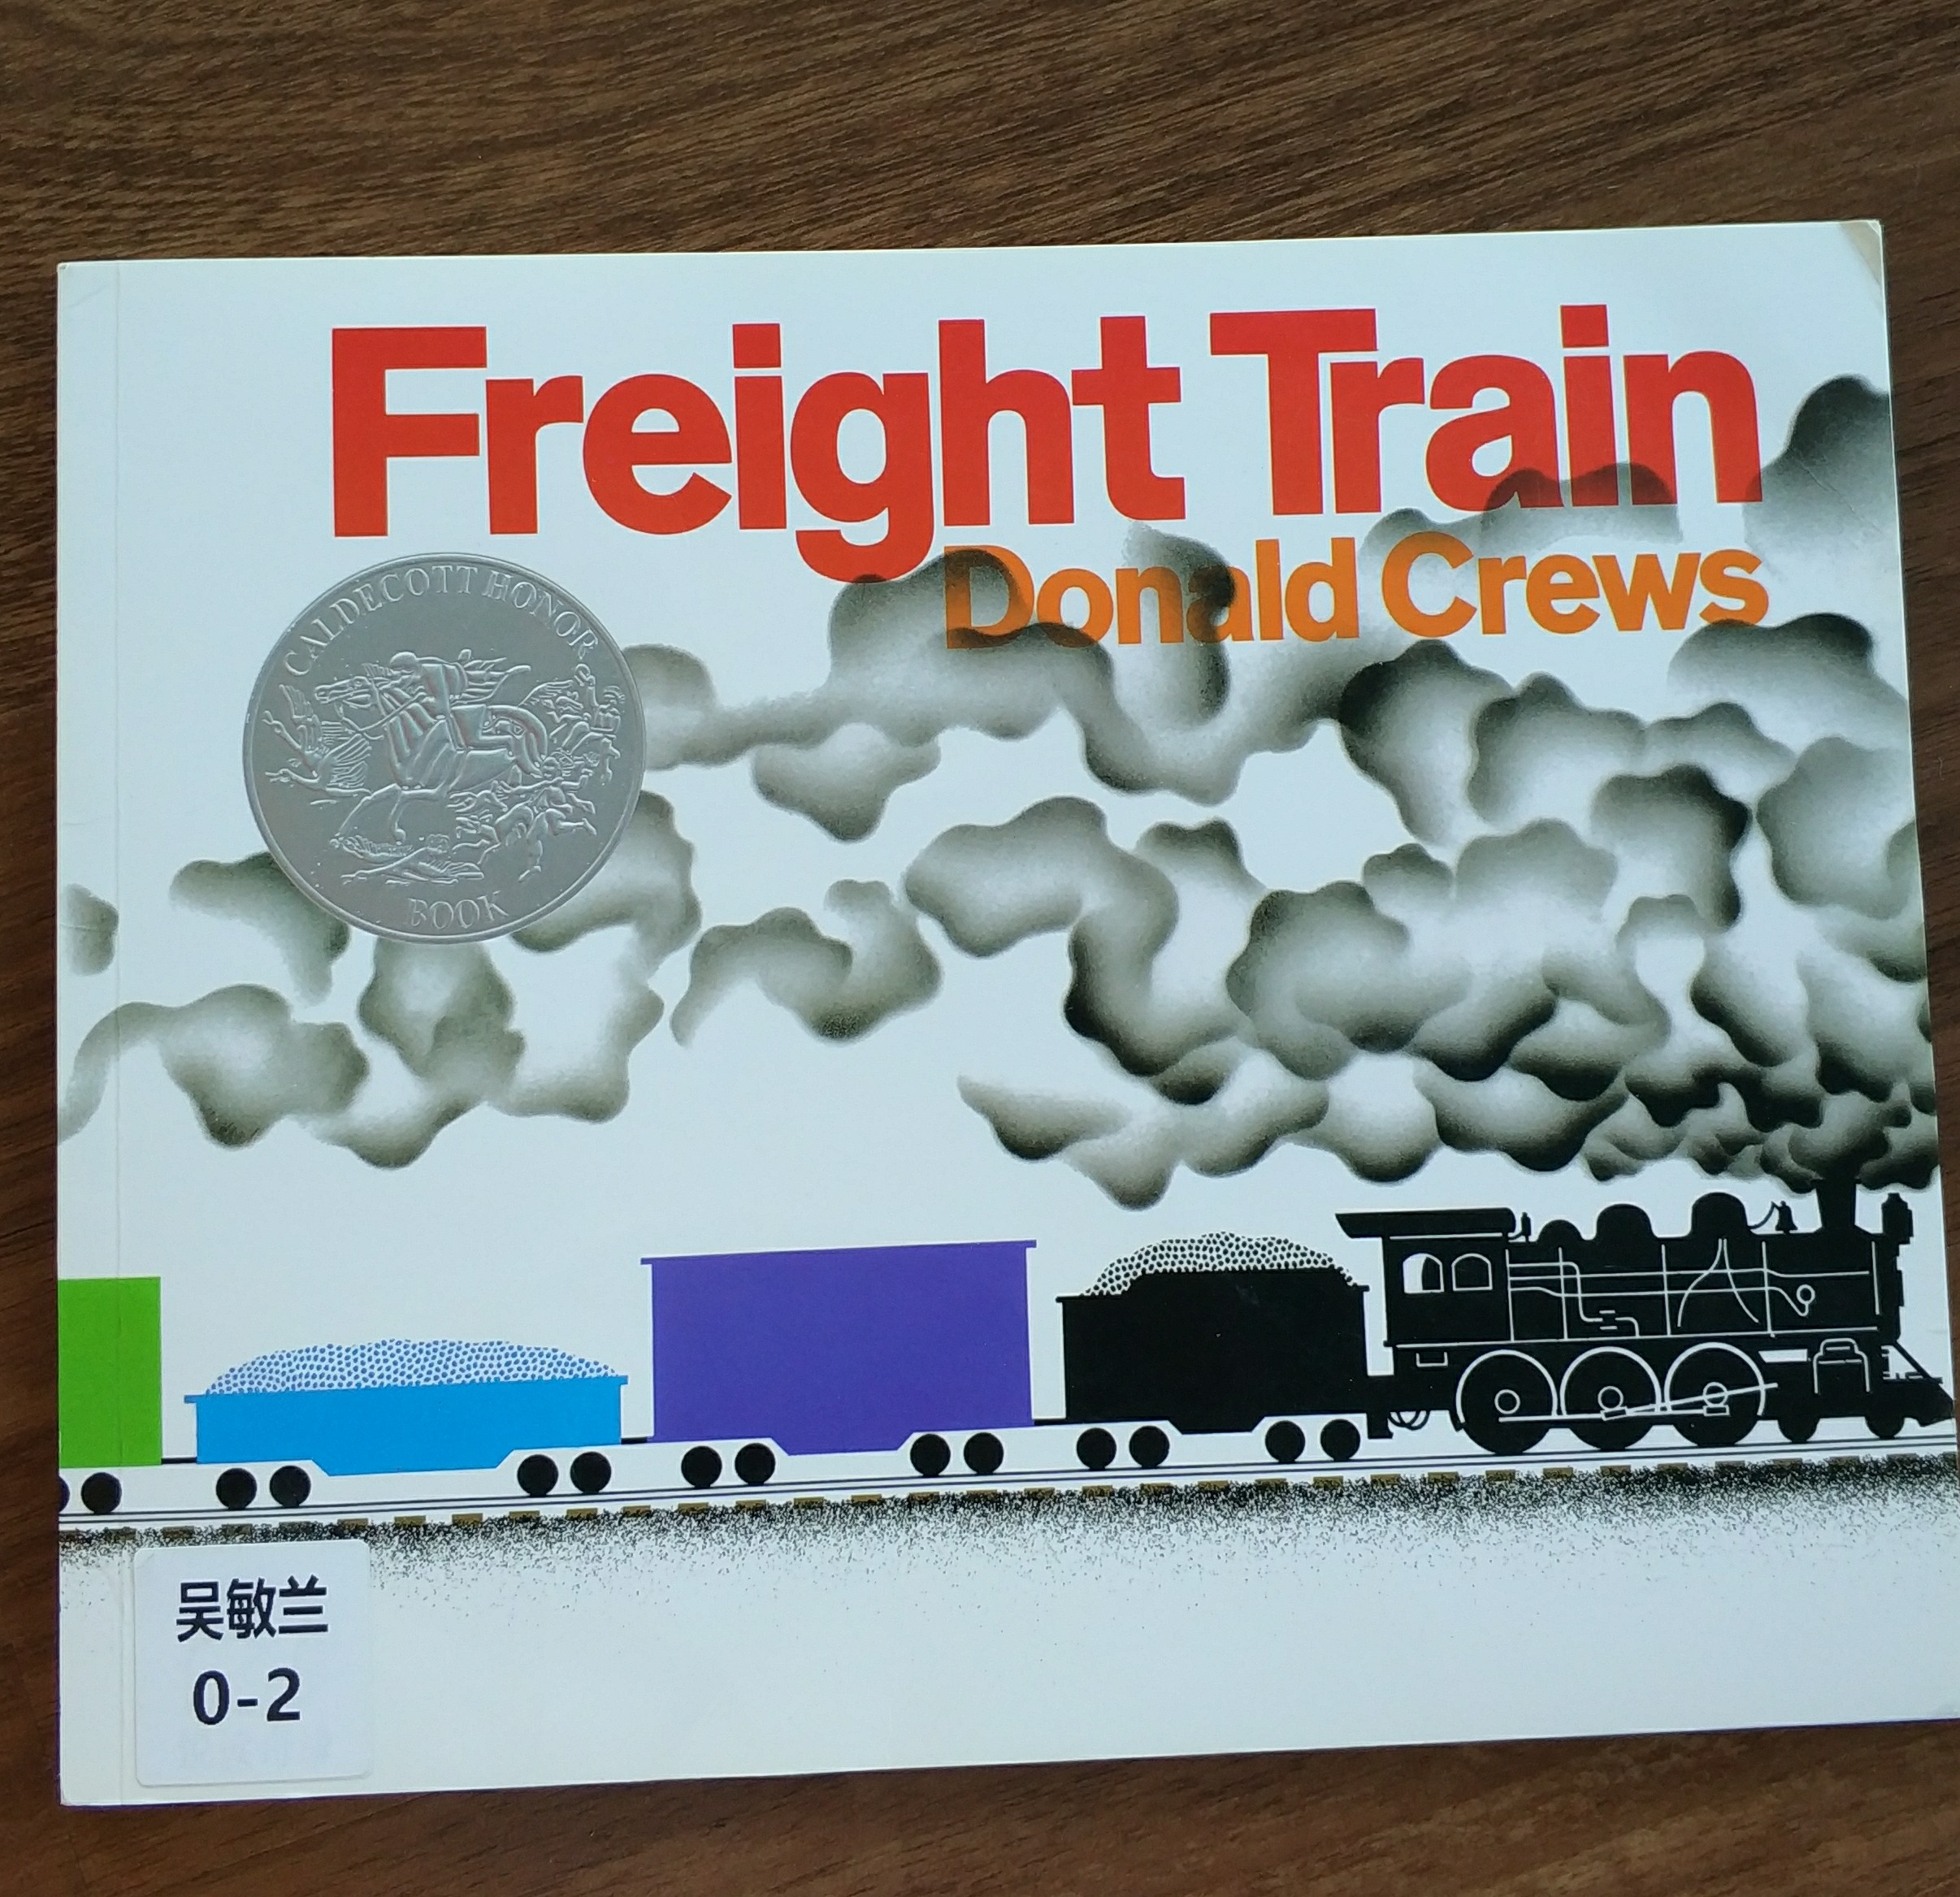 Freight Train
Donald Crews
CALDECOTT HONOR
BOOK
吴敏兰
0-2